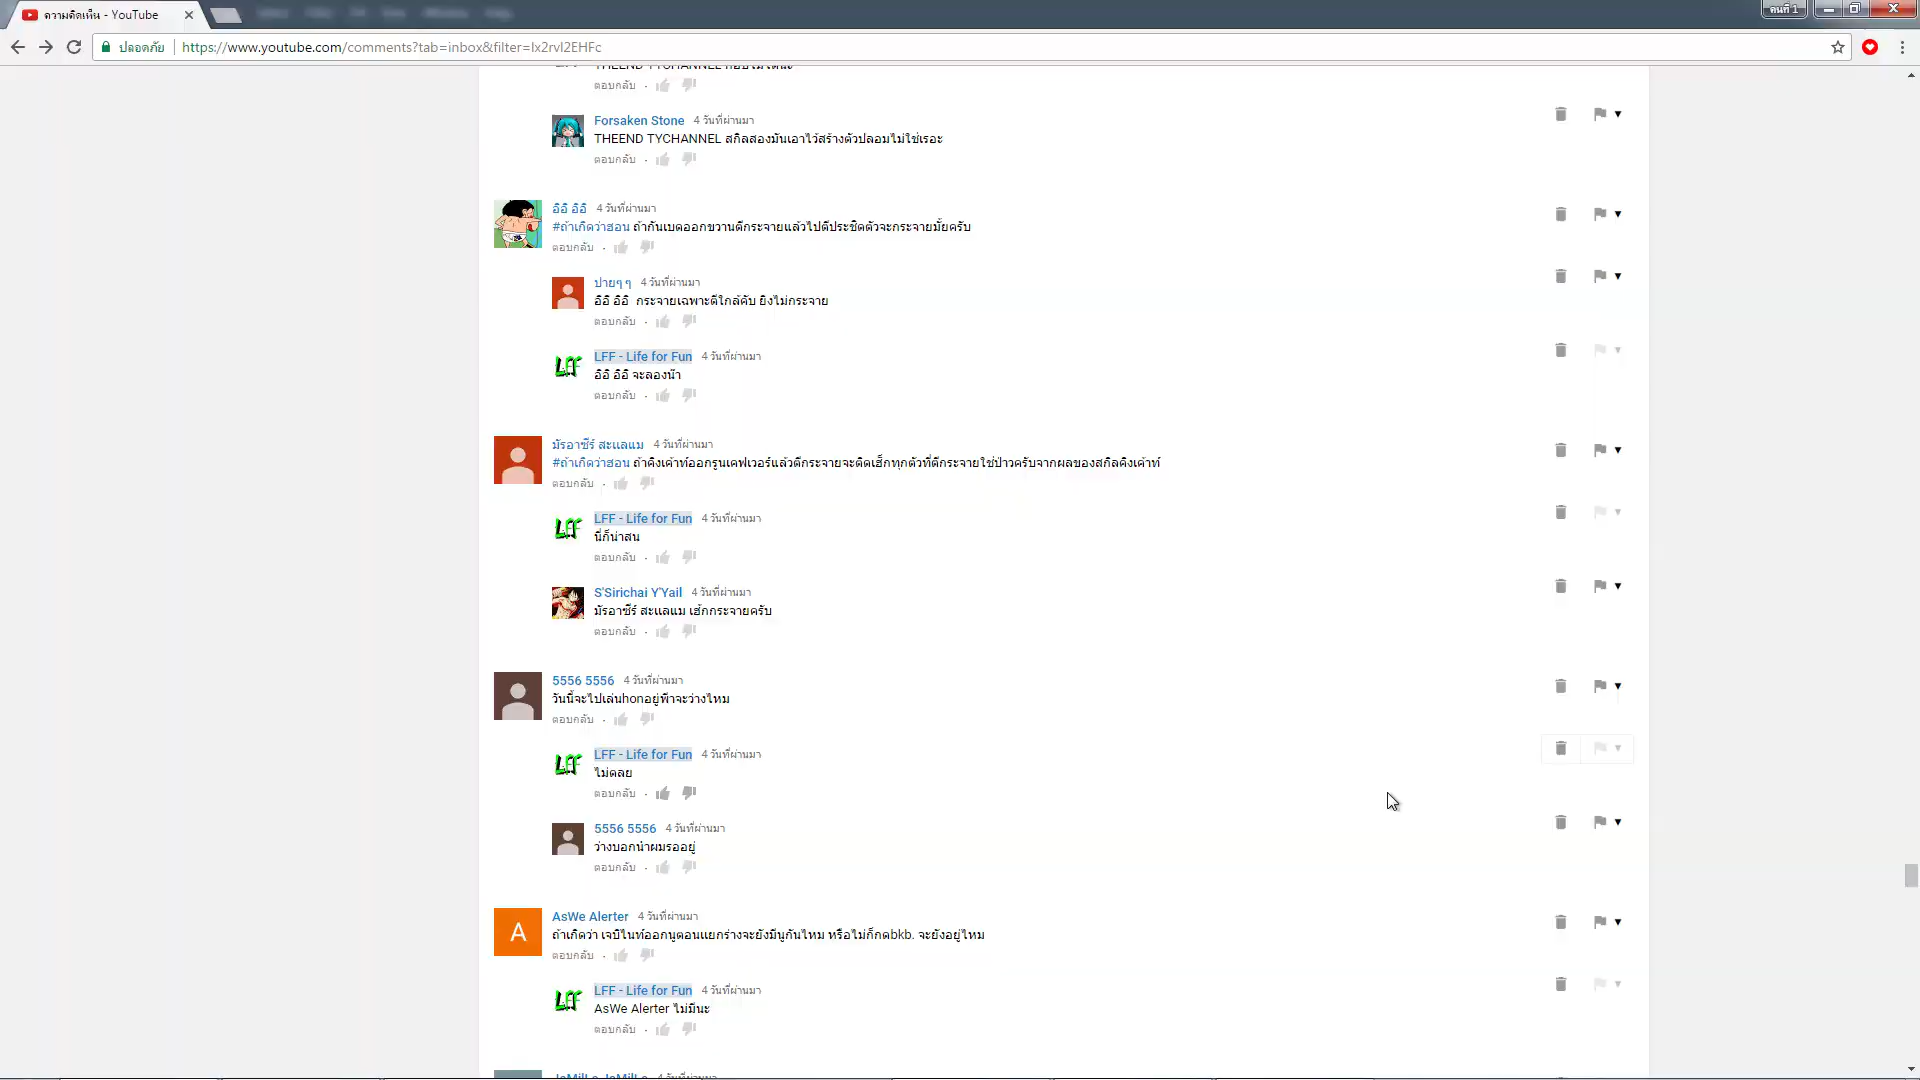 ความคิดเห็น - YouTube
คนที่ 1
ปลอดภัย
https://www.youtube.com/comments?tab=inbox&filter=lx2rvl2EHFc
ตอบกลับ
Forsaken Stone 4 วันที่ผ่านมา
THEEND TYCHANNEL สกิลสองมันเอาไว้สร้างตัวปลอมไม่ใช่เรอะ
ตอบกลับ
อิอิ อิอิ 4 วันที่ผ่านมา
#ถ้าเกิดว่าฮอน ถ้ากันเบตออกขวานตีกระจายแล้วไปตีประชิดตัวจะกระจายมั้ยครับ
ตอบกลับ
ปายๆ ๆ 4 วันที่ผ่านมา
อิอิ อิอิ กระจายเฉพาะตีใกล้คับ ยิงไม่กระจาย
ตอบกลับ
LFF - Life for Fun 4 วันที่ผ่านมา
อิอิ อิอิ จะลองน๊า
ตอบกลับ
มัรอาซีร์ สะแลแม 4 วันที่ผ่านมา
#ถ้าเกิดว่าฮอน ถ้าคิงเค้าท์ออกรูนเคฟเวอร์แล้วตีกระจายจะติดเฮ็กทุกตัวที่ตีกระจายใช่ป่าวครับจากผลของสกิลคิงเค้าท์
ตอบกลับ
LFF - Life for Fun 4 วันที่ผ่านมา
นี่ก็น่าสน
ตอบกลับ
S'Sirichai Y'Yail 4 วันที่ผ่านมา
มัรอาซีร์ สะแลแม เฮ้กกระจายครับ
ตอบกลับ
5556 5556 4 วันที่ผ่านมา
วันนี้จะไปเล่นhonอยู่พี่าจะว่างไหม
ตอบกลับ
LFF - Life for Fun 4 วันที่ผ่านมา
ไม่ดลย
ตอบกลับ
5556 5556 4 วันที่ผ่านมา
ว่างบอกน่ำผมรออยู่
ตอบกลับ
AsWe Alerter 4 วันที่ผ่านมา
A
ถ้าเกิดว่า เจบีไนท์ออกนูตอนแยกร่างจะยังมีนูกันไหม หรือไม่ก็กดbkb. จะยังอยู่ไหม
ตอบกลับ
LFF - Life for Fun 4 วันที่ผ่านมา
AsWe Alerter ไม่มีนะ
ตอบกลับ